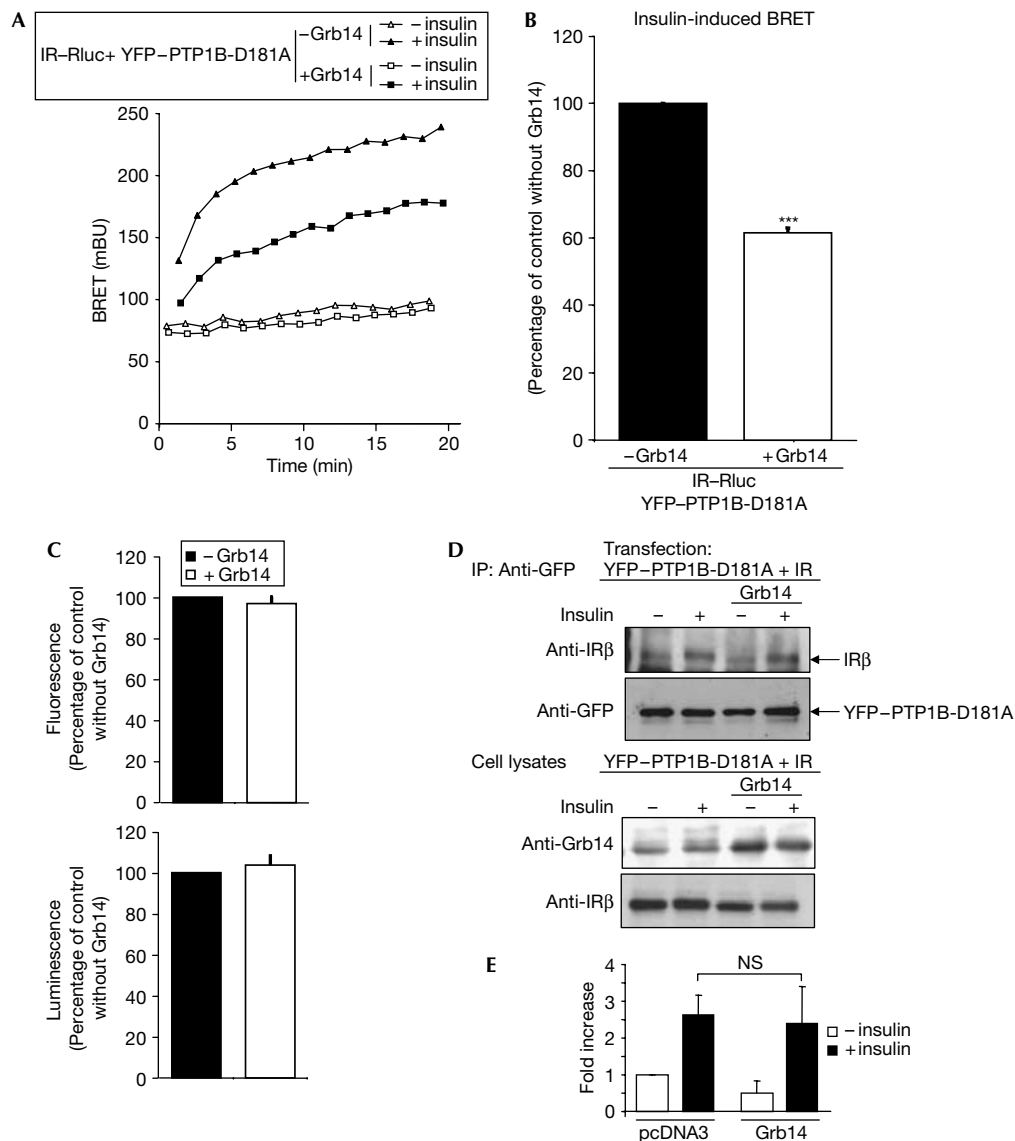 A
IR–Rluc+ YFP–PTP1B-D181A
–Grb14
– insulin
+ insulin
+Grb14
– insulin
+ insulin
250
200
150
100
50
0
BRET (mBU)
0 5 10 15 20
Time (min)
B
Insulin-induced BRET
120
100
80
60
40
20
0
(Percentage of control without Grb14)
***
–Grb14 +Grb14
IR–Rluc
YFP–PTP1B-D181A
C
– Grb14
+ Grb14
120
100
80
60
40
20
0
Fluorescence
(Percentage of control
without Grb14)
120
100
80
60
40
20
0
Luminescence
(Percentage of control
without Grb14)
D
Transfection:
IP: Anti-GFP YFP–PTP1B-D181A + IR
Grb14
Insulin – + – +
Anti-IRβ
IRβ
Anti-GFP
YFP–PTP1B-D181A
Cell lysates YFP–PTP1B-D181A + IR
Grb14
Insulin – + – +
Anti-Grb14
Anti-IRβ
E
4
3
2
1
0
Fold increase
NS
– insulin
+ insulin
pcDNA3 Grb14